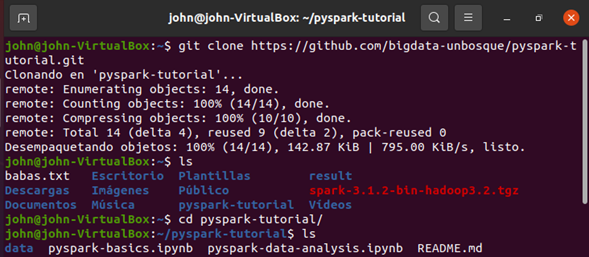 john@john-VirtualBox: ~/pyspark-tutorial
john@john-VirtualBox:~$ git clone https://github.com/bigdata-unbosque/pyspark-t
utorial.git
Clonando en 'pyspark-tutorial'...
remote: Enumerating objects: 14, done.
remote: Counting objects: 100% (14/14), done.
remote: Compressing objects: 100% (10/10), done.
remote: Total 14 (delta 4), reused 9 (delta 2), pack-reused 0
Desempaquetando objetos: 100% (14/14), 142.87 KiB | 795.00 KiB/s, listo.
john@john-VirtualBox:~$ ls
babas.txt Escritorio Plantillas result
Descargas Imágenes Público spark-3.1.2-bin-hadoop3.2.tgz
Documentos Música pyspark-tutorial Vídeos
john@john-VirtualBox:~$ cd pyspark-tutorial/
john@john-VirtualBox:~/pyspark-tutorial$ ls
data pyspark-basics.ipynb pyspark-data-analysis.ipynb README.md